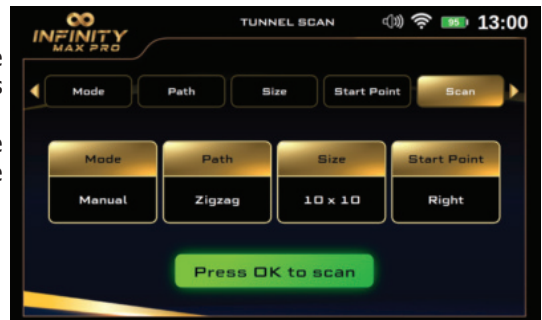 INFINITY
MAX PRO
TUNNEL SCAN
95
13:00
Mode
Path
Size
Start Point
Scan
Mode
Path
Size
Start Point
Manual
Zigzag
10 x 10
Right
Press OK to scan